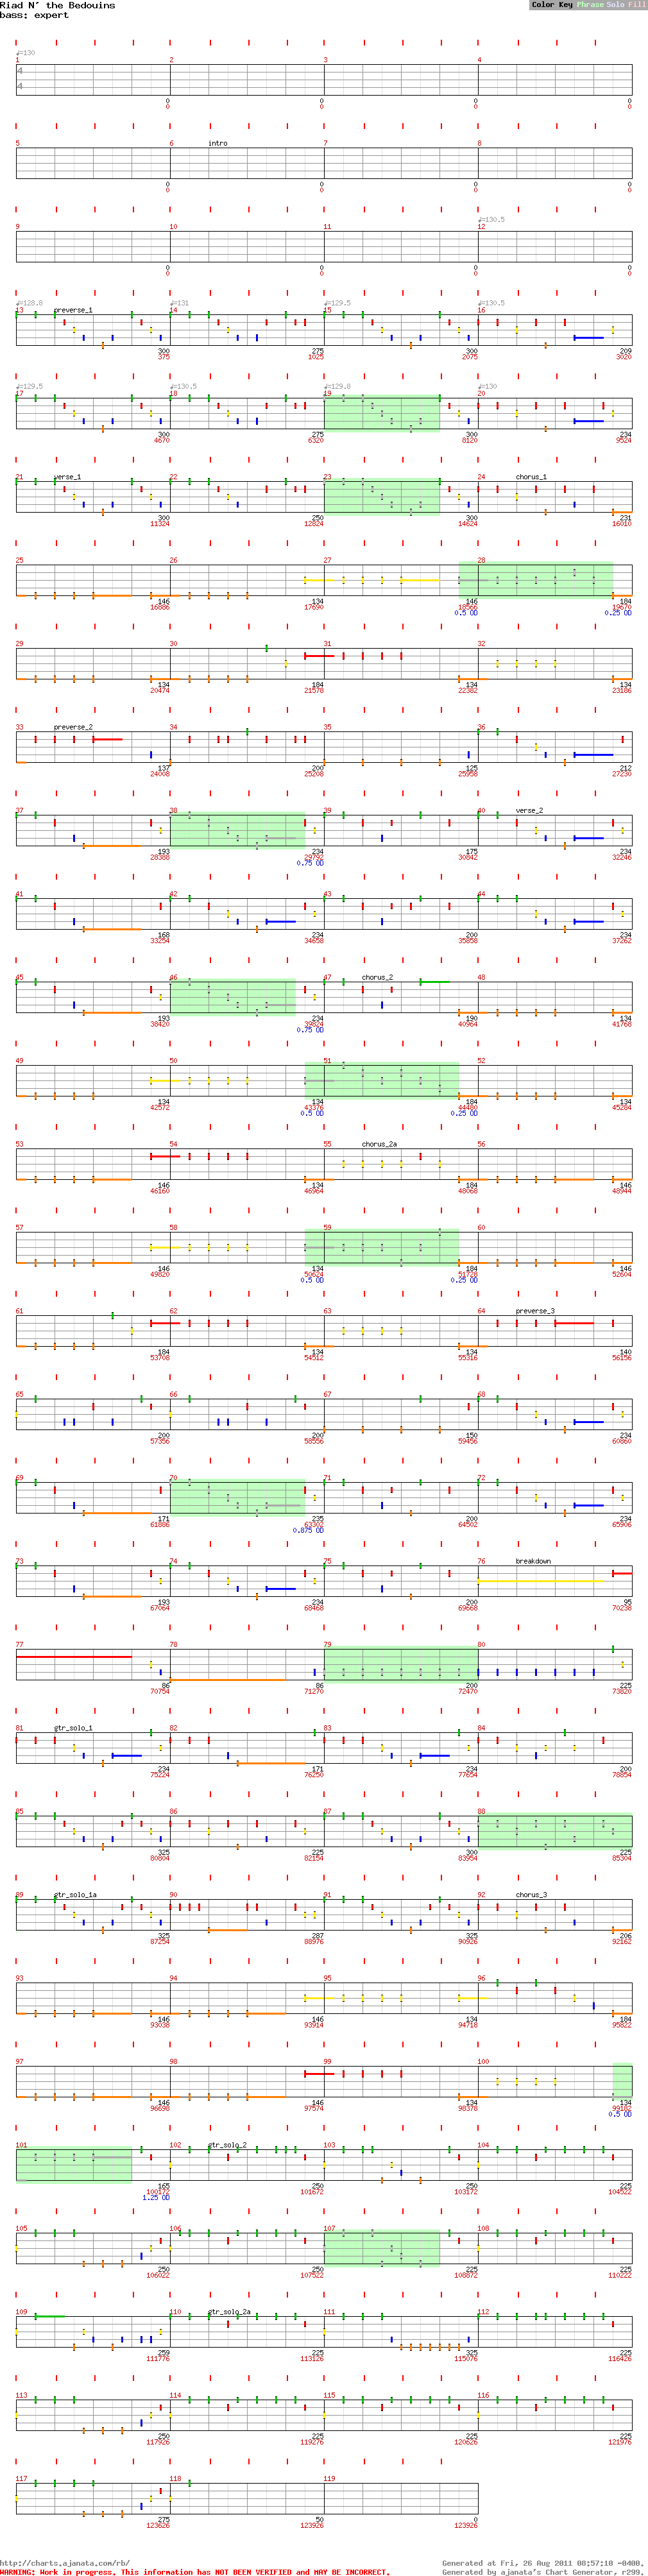 Riad N' the Bedouins
Color Key Phrase Solo Fill
bass: expert
♩=130
1 2 3 4
4
4
0 0 0 0
0 0 0 0
5 6 intro 7 8
0 0 0 0
0 0 0 0
♩=130.5
9 10 11 12
0 0 0 0
0 0 0 0
♩=128.8 ♩=131 ♩=129.5 ♩=130.5
13 preverse_1 14 15 16
300 275 300 209
375 1025 2075 3020
♩=129.5 ♩=130.5 ♩=129.8 ♩=130
17 18 19 20
300 275 300 234
4670 6320 8120 9524
21 verse_1 22 23 24 chorus_1
300 250 300 231
11324 12824 14624 16010
25 26 27 28
146 134 146 184
16886 17690 18566 19670
0.5 OD 0.25 OD
29 30 31 32
134 184 134 134
20474 21578 22382 23186
33 preverse_2 34 35 36
137 200 125 212
24008 25208 25958 27230
37 38 39 40 verse_2
193 234 175 234
28388 29792 30842 32246
0.75 OD
41 42 43 44
168 234 200 234
33254 34658 35858 37262
45 46 47 chorus_2 48
193 234 190 134
38420 39824 40964 41768
0.75 OD
49 50 51 52
134 134 184 134
42572 43376 44480 45284
0.5 OD 0.25 OD
53 54 55 chorus_2a 56
146 134 184 146
46160 46964 48068 48944
57 58 59 60
146 134 184 146
49820 50624 51728 52604
0.5 OD 0.25 OD
61 62 63 64 preverse_3
184 134 134 140
53708 54512 55316 56156
65 66 67 68
200 200 150 234
57356 58556 59456 60860
69 70 71 72
171 235 200 234
61886 63302 64502 65906
0.875 OD
73 74 75 76 breakdown
193 234 200 95
67064 68468 69668 70238
77 78 79 80
86 86 200 225
70754 71270 72470 73820
81 gtr_solo_1 82 83 84
234 171 234 200
75224 76250 77654 78854
85 86 87 88
325 225 300 225
80804 82154 83954 85304
89 gtr_solo_1a 90 91 92 chorus_3
325 287 325 206
87254 88976 90926 92162
93 94 95 96
146 146 134 184
93038 93914 94718 95822
97 98 99 100
146 146 134 134
96698 97574 98378 99182
0.5 OD
101 102 gtr_solo_2 103 104
165 250 250 225
100172 101672 103172 104522
1.25 OD
105 106 107 108
250 250 225 225
106022 107522 108872 110222
109 110 gtr_solo_2a 111 112
259 225 325 225
111776 113126 115076 116426
113 114 115 116
250 225 225 225
117926 119276 120626 121976
117 118 119
275 50 0
123626 123926 123926
http://charts.ajanata.com/rb/
Generated at Fri, 26 Aug 2011 08:57:10 -0400.
WARNING: Work in progress. This information has NOT BEEN VERIFIED and MAY BE INCORRECT.
Generated by ajanata's Chart Generator, r299.